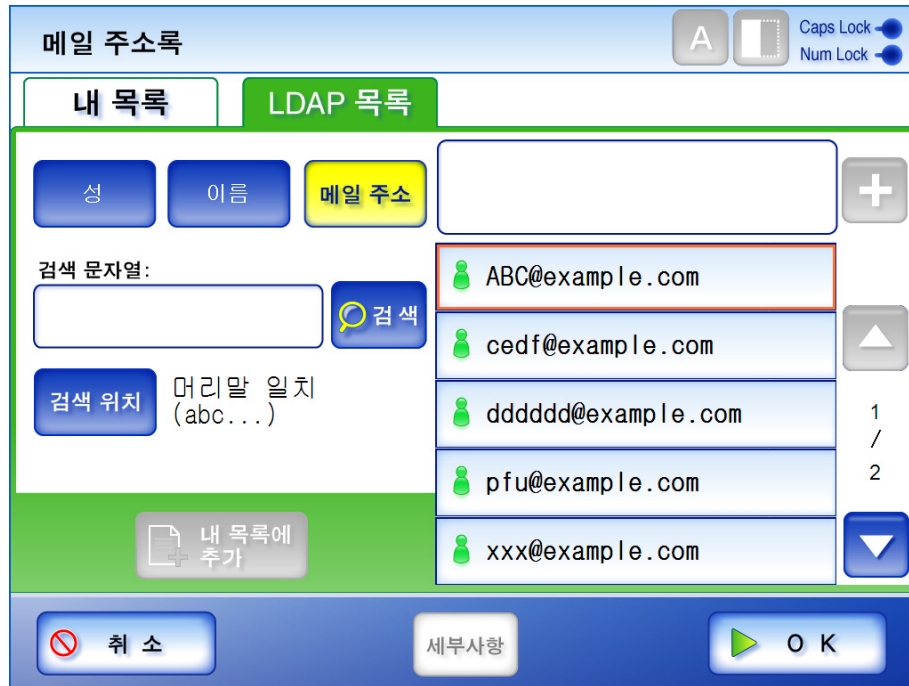 메일 주소록
A
Caps Lock
Num Lock
내 목록
LDAP 목록
성
이름
메일 주소
검색 문자열:
검색
검색 위치
머리말 일치
(abc...)
내 목록에
추가
ABC@example.com
cedf@example.com
dddddd@example.com
pfu@example.com
xxx@example.com
1
/
2
취소
세부사항
OK